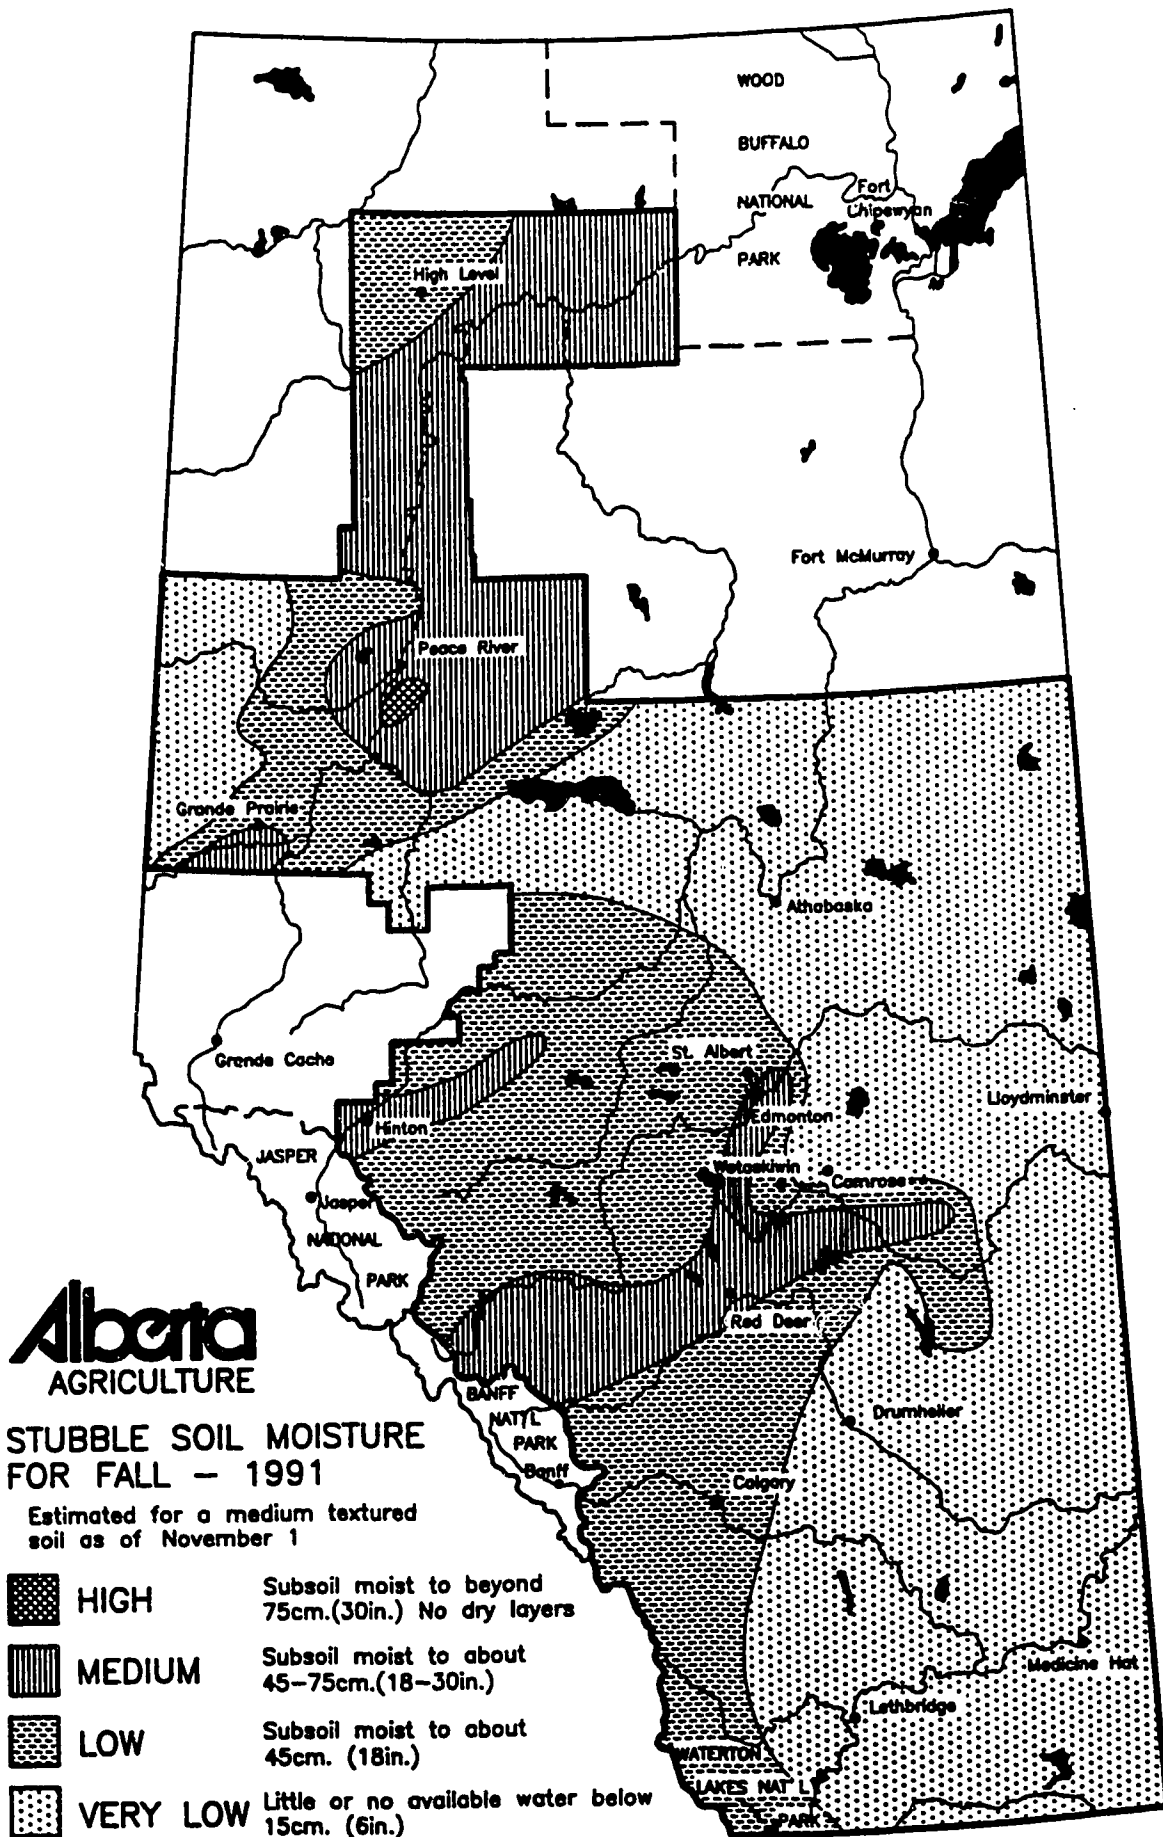 WOOD
BUFFALO
NATIONAL
PARK
Fort
Chipewyan
High Level
Fort McMurray
Peace River
Grande Prairie
Athabaska
Grande Cache
St. Albert
Edmonton
Lloydminster
Hinton
JASPER
Jasper
NATIONAL
PARK
Wetaskiwin
Camrose
Red Deer
BANFF
NAT'L
PARK
Banff
Drumheller
Calgary
Medicine Hat
Lethbridge
WATERTON
LAKES NAT'L
PARK
Alberta
AGRICULTURE
STUBBLE SOIL MOISTURE
FOR FALL – 1991
Estimated for a medium textured
soil as of November 1
HIGH
Subsoil moist to beyond
75cm.(30in.) No dry layers
MEDIUM
Subsoil moist to about
45–75cm.(18–30in.)
LOW
Subsoil moist to about
45cm. (18in.)
VERY LOW
Little or no available water below
15cm. (6in.)